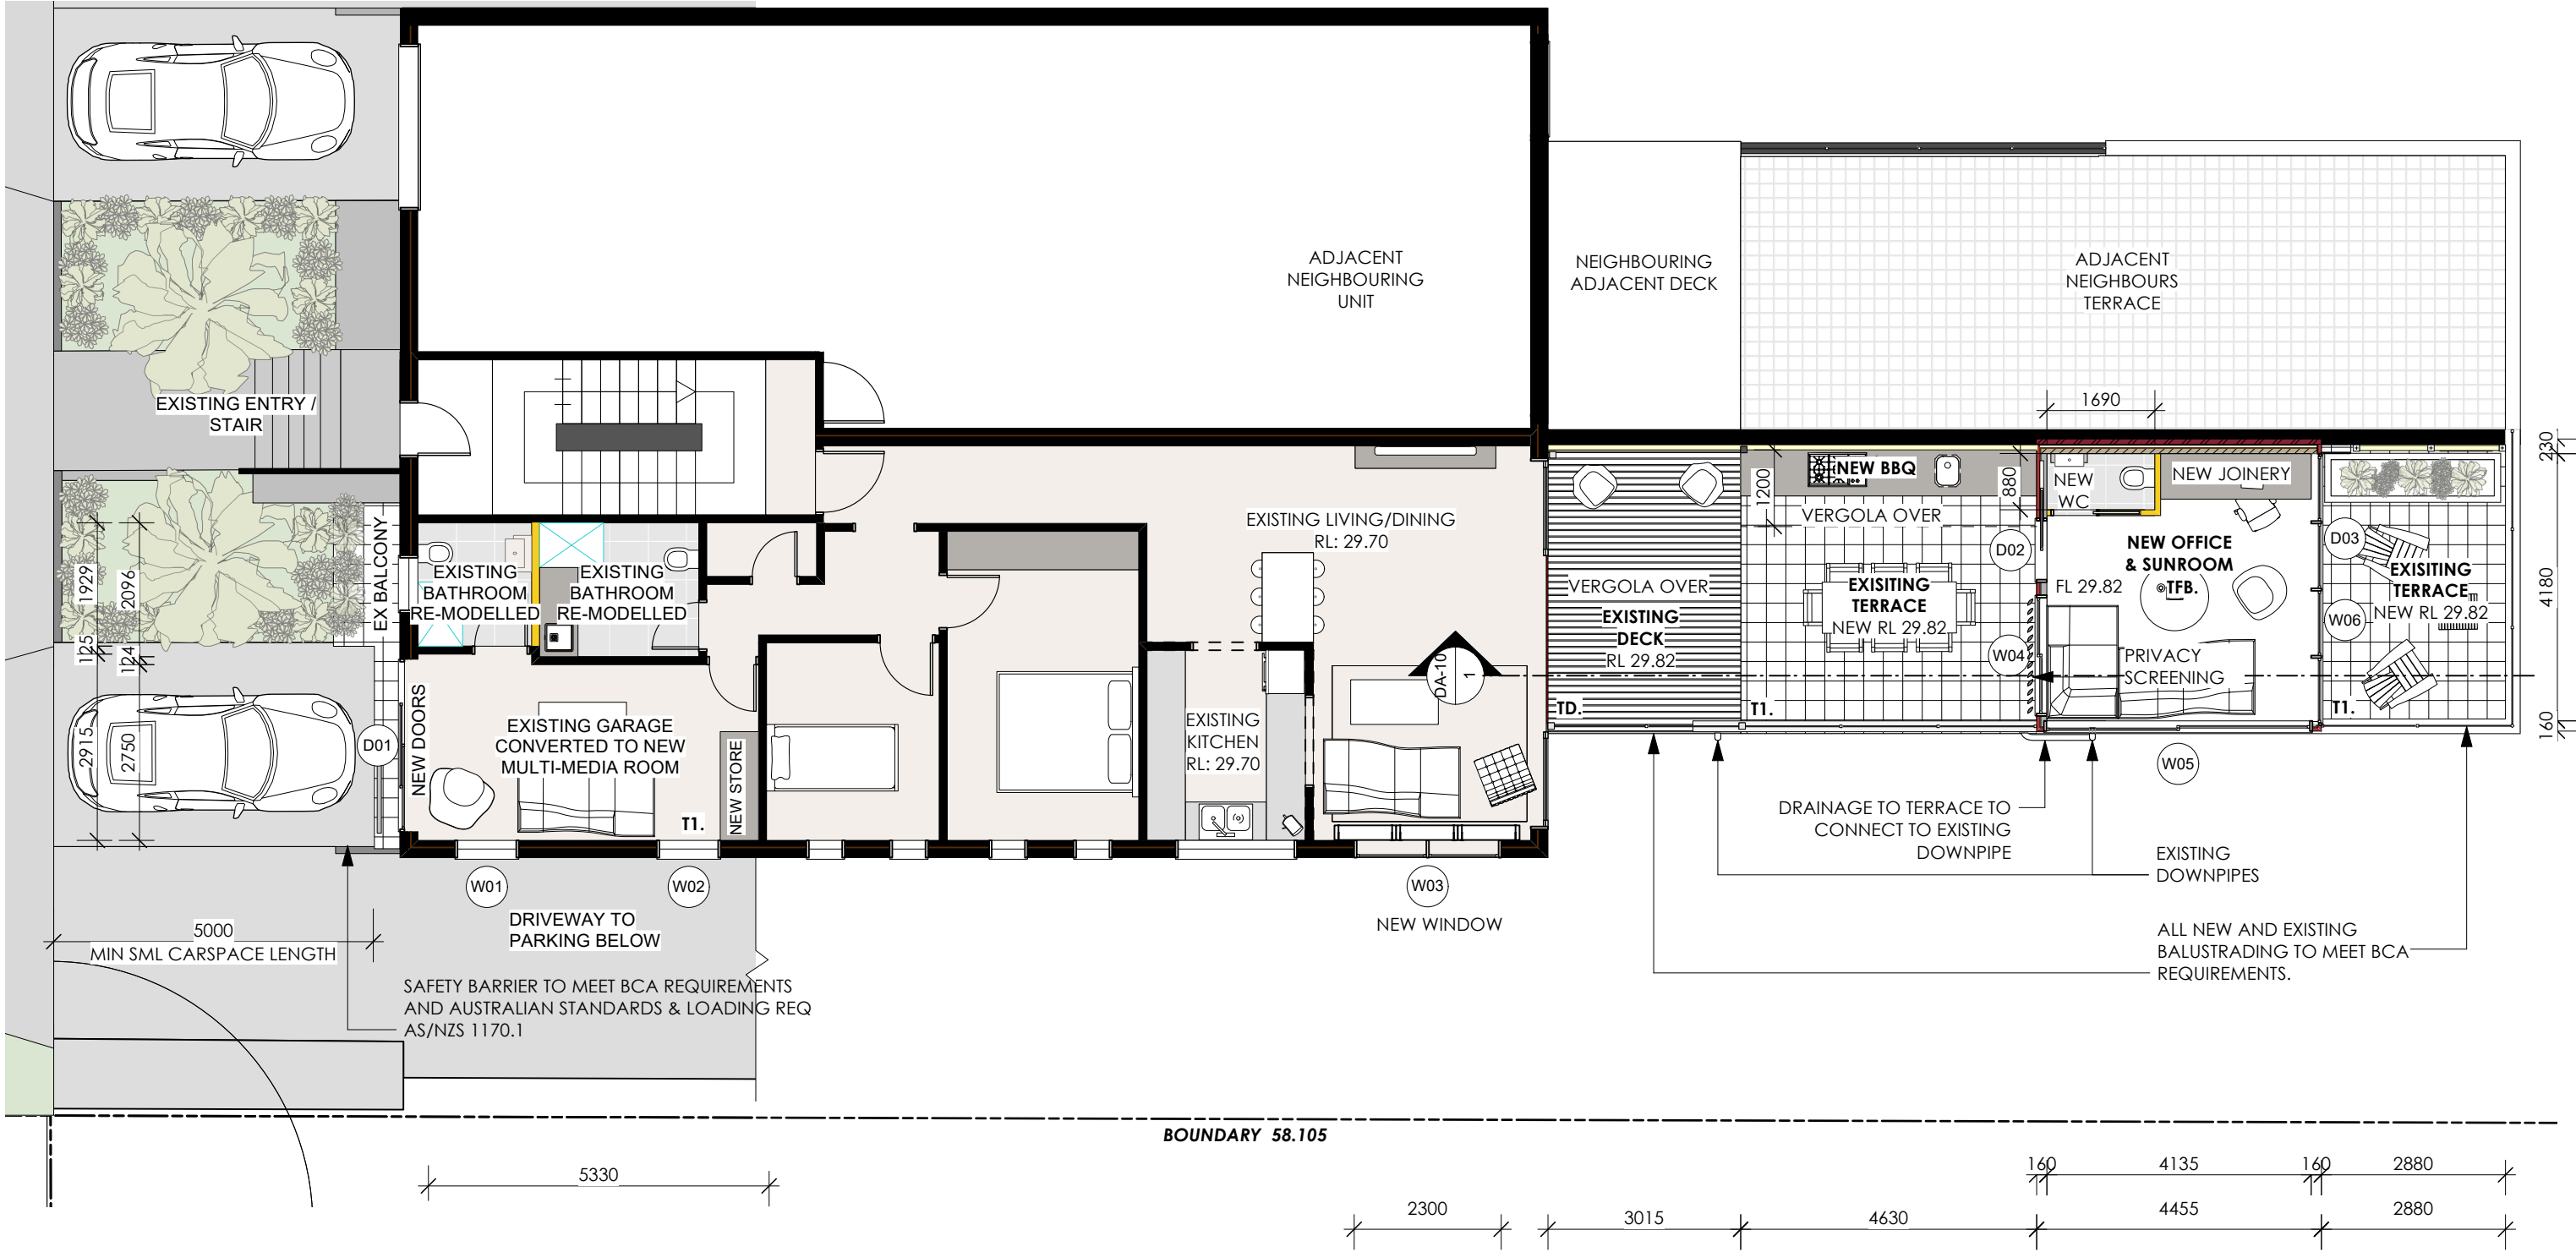 ADJACENT
NEIGHBOURING
UNIT
NEIGHBOURING
ADJACENT DECK
ADJACENT
NEIGHBOURS
TERRACE
EXISTING ENTRY /
STAIR
1690
230
4180
160
EX BALCONY
1929
2096
125
124
2915
2750
EXISTING
BATHROOM
RE-MODELLED
EXISTING
BATHROOM
RE-MODELLED
EXISTING LIVING/DINING
RL: 29.70
NEW BBQ
1200
880
VERGOLA OVER
NEW
WC
NEW JOINERY
D02
D03
NEW OFFICE
& SUNROOM
TFB.
FL 29.82
VERGOLA OVER
EXISTING
DECK
RL 29.82
EXISITING
TERRACE
NEW RL 29.82
EXISITING
TERRACE
NEW RL 29.82
W04
W06
PRIVACY
SCREENING
TD.
T1.
T1.
DA-10
1
D01
NEW DOORS
EXISTING GARAGE
CONVERTED TO NEW
MULTI-MEDIA ROOM
T1.
NEW STORE
EXISTING
KITCHEN
RL: 29.70
W01
W02
W03
W05
NEW WINDOW
DRIVEWAY TO
PARKING BELOW
5000
MIN SML CARSPACE LENGTH
SAFETY BARRIER TO MEET BCA REQUIREMENTS
AND AUSTRALIAN STANDARDS & LOADING REQ
AS/NZS 1170.1
DRAINAGE TO TERRACE TO
CONNECT TO EXISTING
DOWNPIPE
EXISTING
DOWNPIPES
ALL NEW AND EXISTING
BALUSTRADING TO MEET BCA
REQUIREMENTS.
BOUNDARY 58.105
5330
160
4135
160
2880
2300
3015
4630
4455
2880